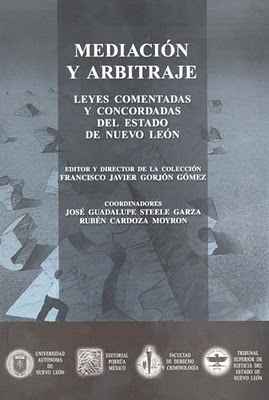 MEDIACIÓN
Y ARBITRAJE
LEYES COMENTADAS
Y CONCORDADAS
DEL ESTADO
DE NUEVO LEÓN
EDITOR Y DIRECTOR DE LA COLECCIÓN
FRANCISCO JAVIER GORJÓN GÓMEZ
COORDINADORES
JOSÉ GUADALUPE STEELE GARZA
RUBÉN CARDOZA MOYRON
UNIVERSIDAD
AUTÓNOMA
DE NUEVO LEÓN
EDITORIAL
PORRÚA
MÉXICO
FACULTAD
DE DERECHO
Y CRIMINOLOGÍA
TRIBUNAL
SUPERIOR DE
JUSTICIA DEL
ESTADO DE
NUEVO LEÓN